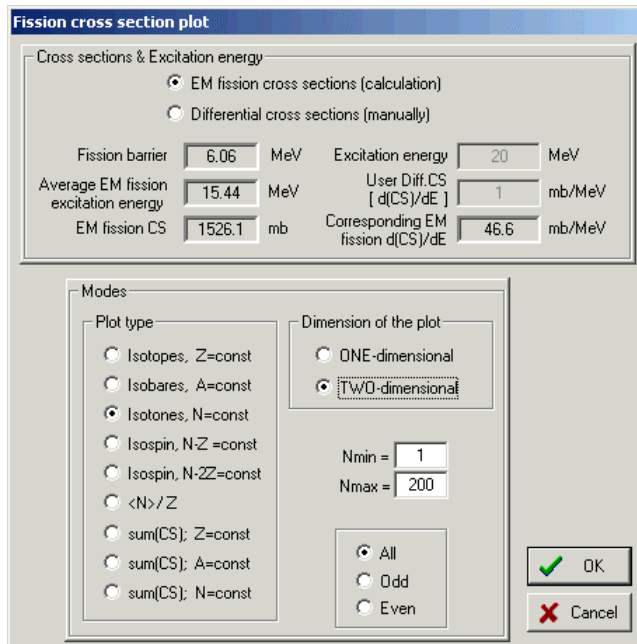 Fission cross section plot
Cross sections & Excitation energy
EM fission cross sections (calculation)
Differential cross sections (manually)
Fission barrier 6.06 MeV Excitation energy 20 MeV
Average EM fission excitation energy 15.44 MeV User Diff.CS [ d(CS)/dE ] 1 mb/MeV
EM fission CS 1526.1 mb Corresponding EM fission d(CS)/dE 46.6 mb/MeV
Modes
Plot type
Isotopes, Z=const
Isobares, A=const
Isotones, N=const
Isospin, N-Z =const
Isospin, N-2Z=const
<N>/ Z
sum(CS); Z=const
sum(CS); A=const
sum(CS); N=const
Dimension of the plot
ONE-dimensional
TWO-dimensional
Nmin = 1
Nmax = 200
All
Odd
Even
OK
Cancel